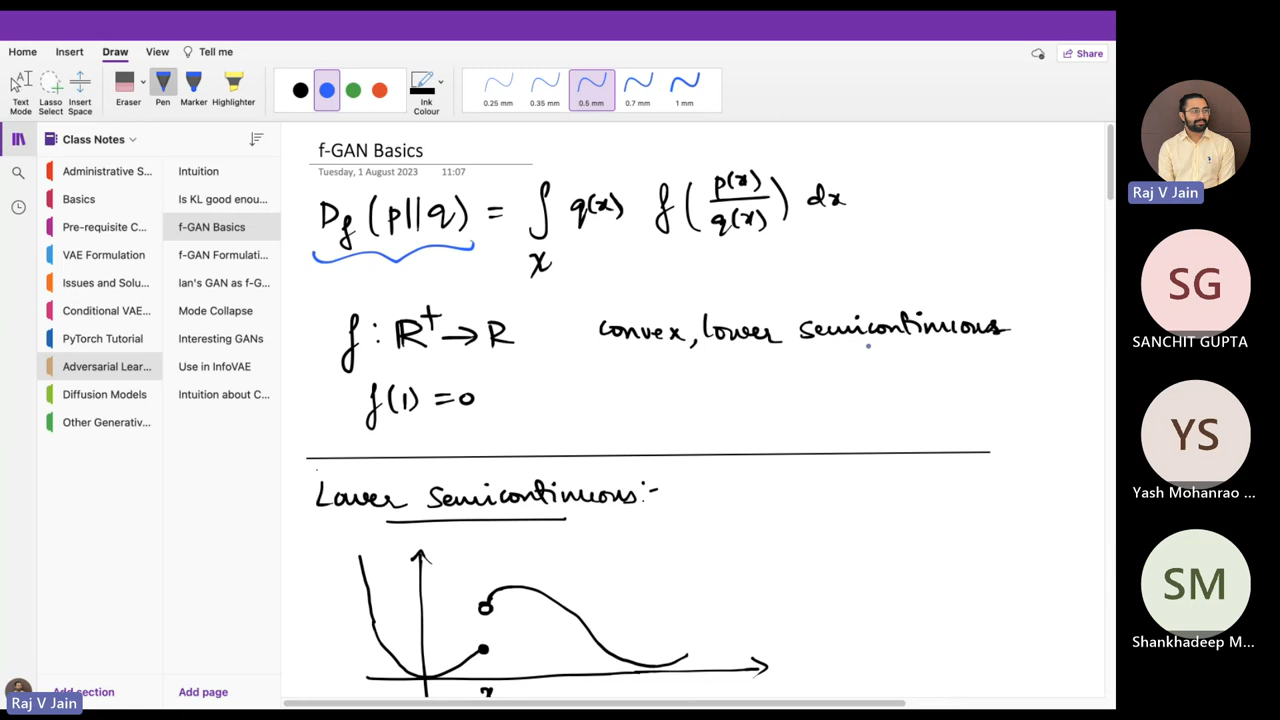 Home Insert Draw View Tell me
Share
Text Mode Lasso Select Insert Space Eraser Pen Marker Highlighter Ink Colour 0.25 mm 0.35 mm 0.5 mm 0.7 mm 1 mm
Class Notes
Administrative S...
Basics
Pre-requisite C...
VAE Formulation
Issues and Solu...
Conditional VAE...
PyTorch Tutorial
Adversarial Lear...
Diffusion Models
Other Generativ...
Add section
Intuition
Is KL good enou...
f-GAN Basics
f-GAN Formulati...
Ian's GAN as f-G...
Mode Collapse
Interesting GANs
Use in InfoVAE
Intuition about C...
Add page
f-GAN Basics
Tuesday, 1 August 2023 11:07
D_f (p||q) = ∫_X q(x) f(p(x)/q(x)) dx
f : R⁺ → R convex, lower semicontinuous
f(1) = 0
Lower semicontinuous:-
Raj V Jain
SG
SANCHIT GUPTA
YS
Yash Mohanrao ...
SM
Shankhadeep M...
Raj V Jain